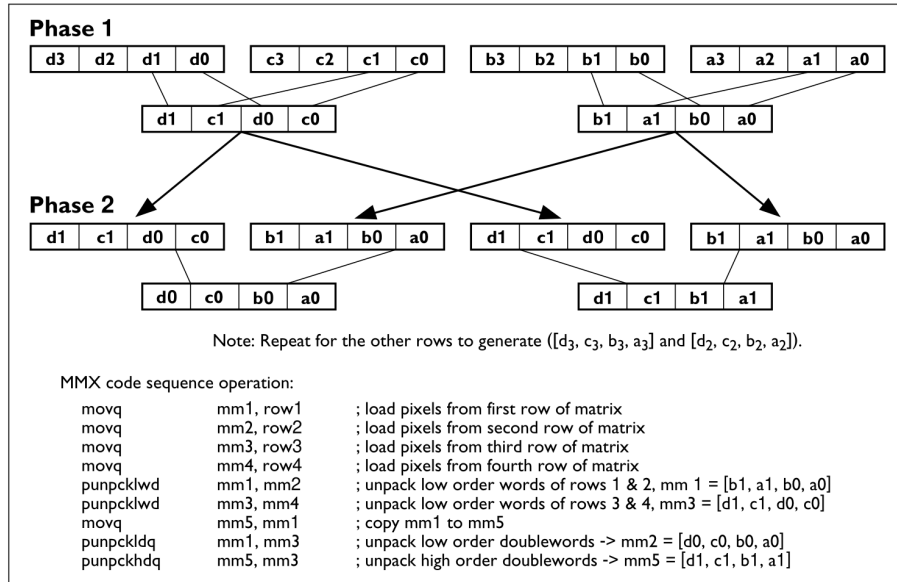 Phase 1
d3 d2 d1 d0 c3 c2 c1 c0 b3 b2 b1 b0 a3 a2 a1 a0
d1 c1 d0 c0 b1 a1 b0 a0
Phase 2
d1 c1 d0 c0 b1 a1 b0 a0 d1 c1 d0 c0 b1 a1 b0 a0
d0 c0 b0 a0 d1 c1 b1 a1
Note: Repeat for the other rows to generate ([d3, c3, b3, a3] and [d2, c2, b2, a2]).
MMX code sequence operation:
movq mm1, row1 ; load pixels from first row of matrix
movq mm2, row2 ; load pixels from second row of matrix
movq mm3, row3 ; load pixels from third row of matrix
movq mm4, row4 ; load pixels from fourth row of matrix
punpcklwd mm1, mm2 ; unpack low order words of rows 1 & 2, mm 1 = [b1, a1, b0, a0]
punpcklwd mm3, mm4 ; unpack low order words of rows 3 & 4, mm3 = [d1, c1, d0, c0]
movq mm5, mm1 ; copy mm1 to mm5
punpckldq mm1, mm3 ; unpack low order doublewords -> mm2 = [d0, c0, b0, a0]
punpckhdq mm5, mm3 ; unpack high order doublewords -> mm5 = [d1, c1, b1, a1]